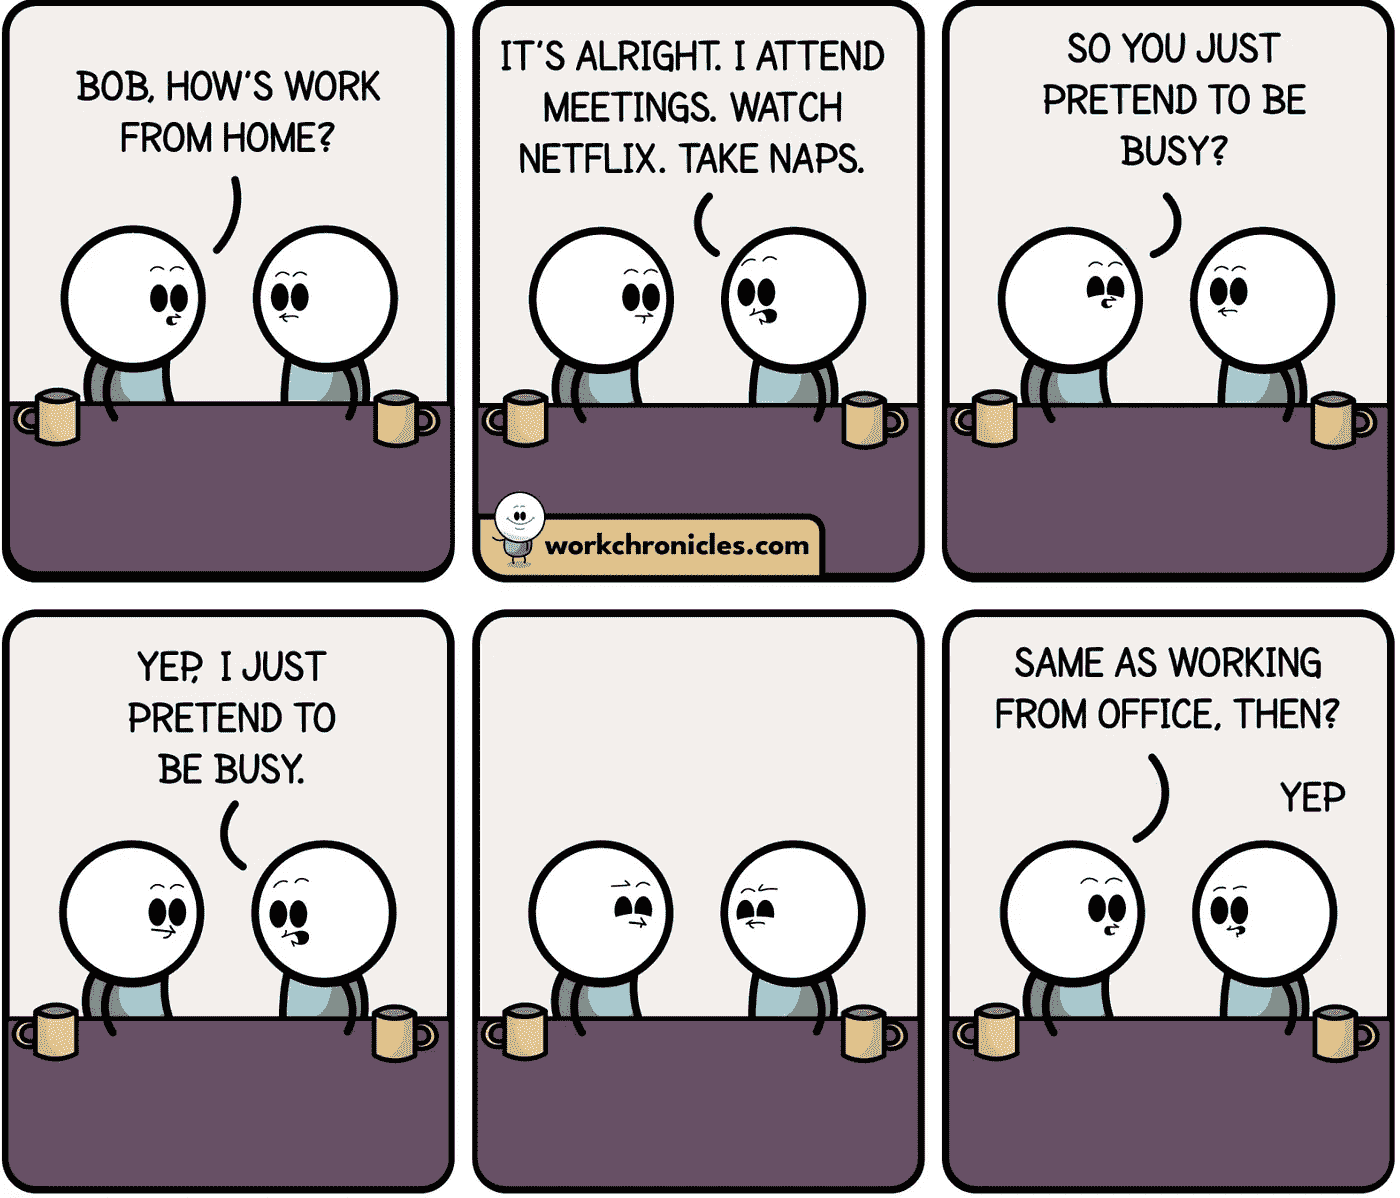 BOB, HOW'S WORK
FROM HOME?
IT'S ALRIGHT. I ATTEND
MEETINGS. WATCH
NETFLIX. TAKE NAPS.
workchronicles.com
SO YOU JUST
PRETEND TO BE
BUSY?
YEP, I JUST
PRETEND TO
BE BUSY.
SAME AS WORKING
FROM OFFICE, THEN?
YEP